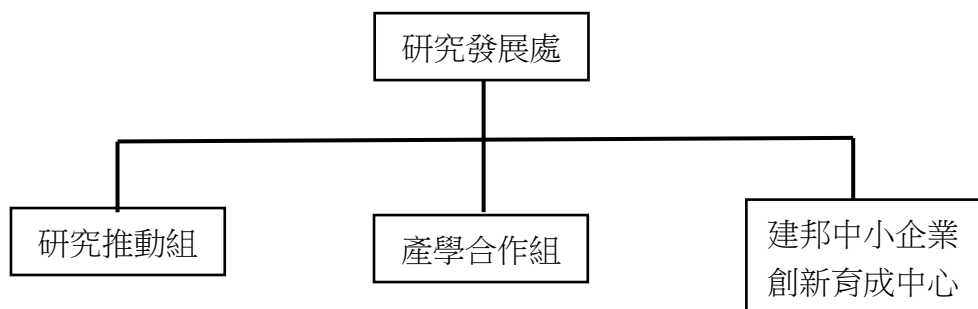 研究發展處
研究推動組
產學合作組
建邦中小企業
創新育成中心